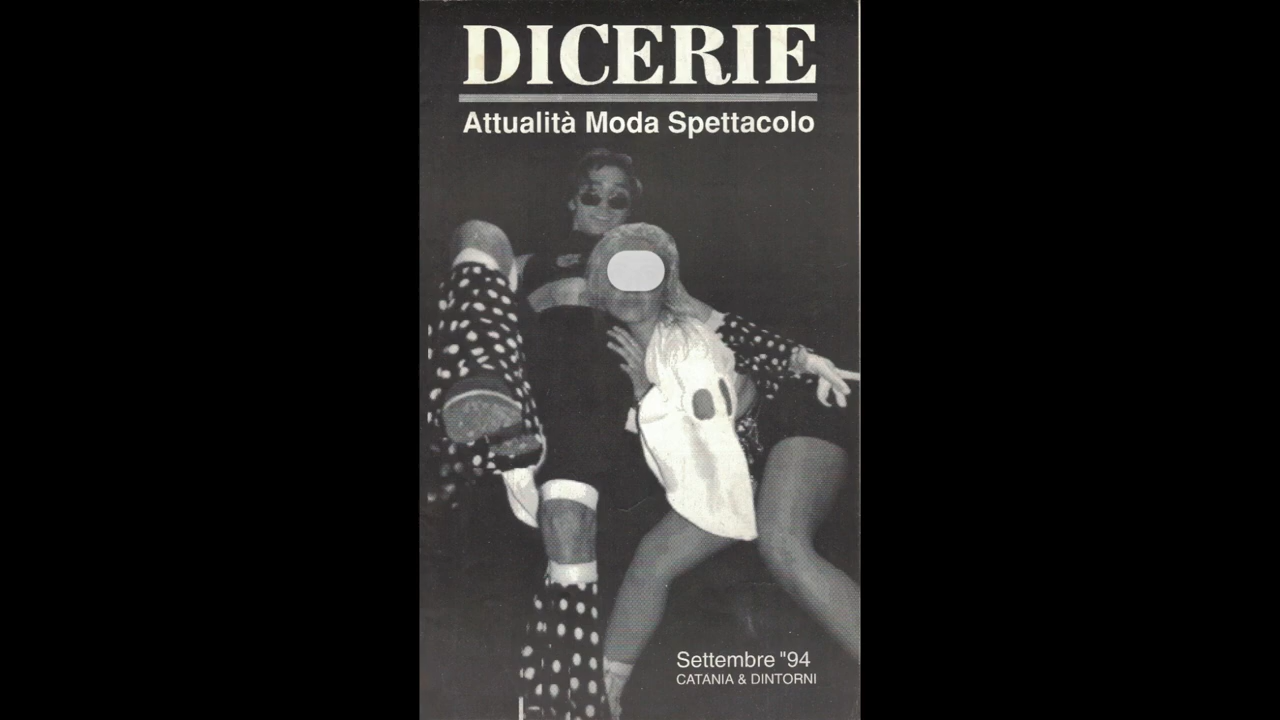 DICERIE
Attualità Moda Spettacolo
Settembre "94
CATANIA & DINTORNI